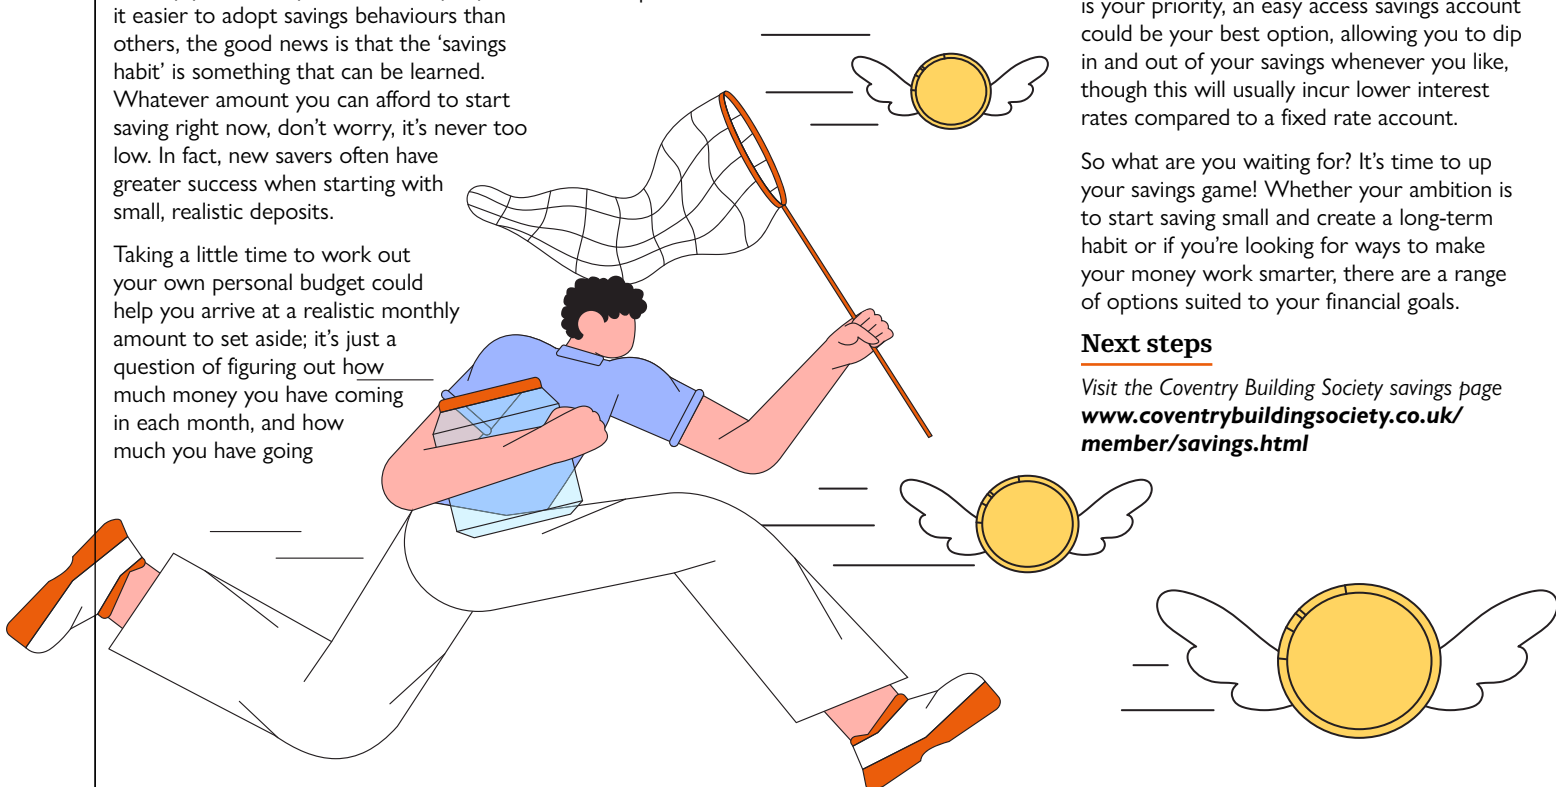 it easier to adopt savings behaviours than
others, the good news is that the ‘savings
habit’ is something that can be learned.
Whatever amount you can afford to start
saving right now, don’t worry, it’s never too
low. In fact, new savers often have
greater success when starting with
small, realistic deposits.
Taking a little time to work out
your own personal budget could
help you arrive at a realistic monthly
amount to set aside; it’s just a
question of figuring out how
much money you have coming
in each month, and how
much you have going
is your priority, an easy access savings account
could be your best option, allowing you to dip
in and out of your savings whenever you like,
though this will usually incur lower interest
rates compared to a fixed rate account.
So what are you waiting for? It’s time to up
your savings game! Whether your ambition is
to start saving small and create a long-term
habit or if you’re looking for ways to make
your money work smarter, there are a range
of options suited to your financial goals.
Next steps
Visit the Coventry Building Society savings page
www.coventrybuildingsociety.co.uk/
member/savings.html